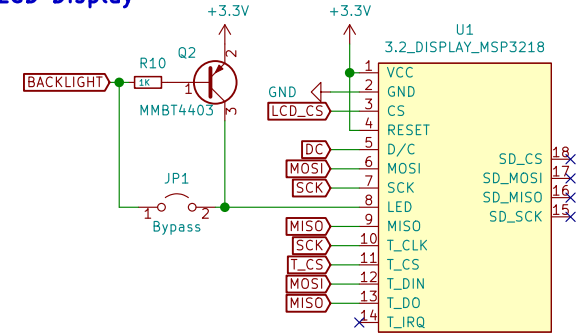 LCD Display
+3.3V
+3.3V
Q2
2
R10
1K
1
BACKLIGHT
MMBT4403
3
JP1
1
2
Bypass
U1
3.2_DISPLAY_MSP3218
1 VCC
GND 2 GND
LCD_CS 3 CS
4 RESET
DC 5 D/C
MOSI 6 MOSI
SCK 7 SCK
8 LED
MISO 9 MISO
SCK 10 T_CLK
T_CS 11 T_CS
MOSI 12 T_DIN
MISO 13 T_DO
14 T_IRQ
SD_CS 18
SD_MOSI 17
SD_MISO 16
SD_SCK 15